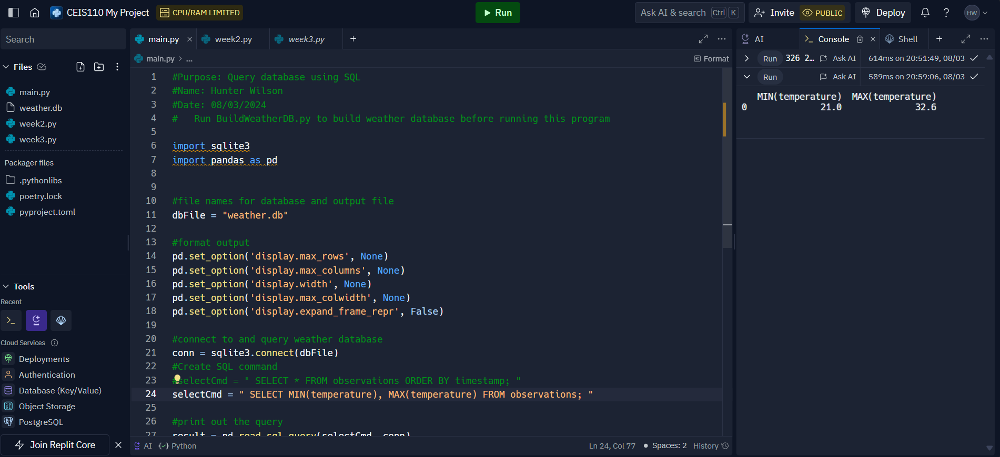 CEIS110 My Project CPU/RAM LIMITED Run Ask AI & search Ctrl K Invite PUBLIC Deploy ? HW
Search
Files
main.py
weather.db
week2.py
week3.py
Packager files
.pythonlibs
poetry.lock
pyproject.toml
Tools
Recent
Cloud Services
Deployments
Authentication
Database (Key/Value)
Object Storage
PostgreSQL
Join Replit Core
main.py week2.py week3.py
main.py > ... Format
1 #Purpose: Query database using SQL
2 #Name: Hunter Wilson
3 #Date: 08/03/2024
4 #   Run BuildWeatherDB.py to build weather database before running this program
5
6 import sqlite3
7 import pandas as pd
8
9
10 #file names for database and output file
11 dbFile = "weather.db"
12
13 #format output
14 pd.set_option('display.max_rows', None)
15 pd.set_option('display.max_columns', None)
16 pd.set_option('display.width', None)
17 pd.set_option('display.max_colwidth', None)
18 pd.set_option('display.expand_frame_repr', False)
19
20 #connect to and query weather database
21 conn = sqlite3.connect(dbFile)
22 #Create SQL command
23 #selectCmd = " SELECT * FROM observations ORDER BY timestamp; "
24 selectCmd = " SELECT MIN(temperature), MAX(temperature) FROM observations; "
25
26 #print out the query
27 result = pd.read_sql_query(selectCmd, conn)
AI Python Ln 24, Col 77 Spaces: 2 History
AI Console Shell
Run 326 2... Ask AI 614ms on 20:51:49, 08/03
Run Ask AI 589ms on 20:59:06, 08/03
MIN(temperature) MAX(temperature)
0 21.0 32.6